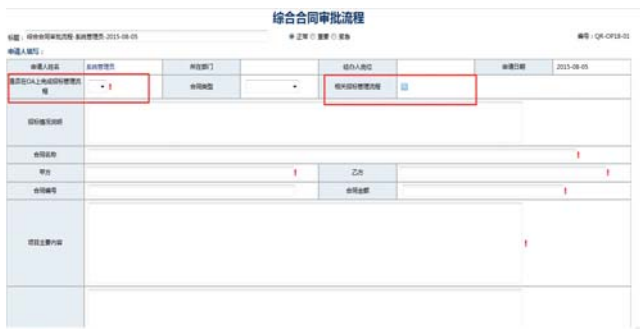 综合合同审批流程
标题： 综合合同审批流程-系统管理员-2015-08-05 正常 重要 紧急 编号：QR-OP18-01
申请人填写：
申请人姓名 系统管理员 所在部门 经办人岗位 申请日期 2015-08-05
是否在OA上完成招标管理流程 ! 合同类型 相关招标管理流程
招标情况说明
合同名称 !
甲方 ! 乙方 !
合同编号 合同金额 !
项目主要内容 !